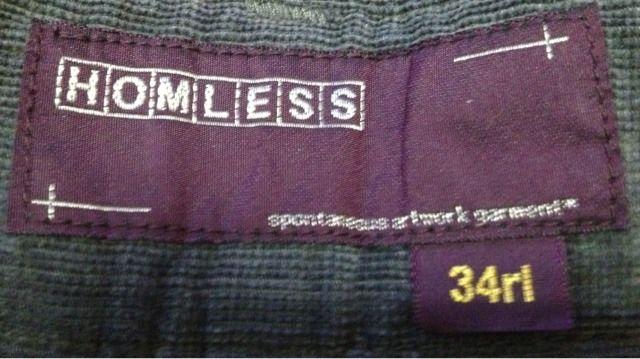 HOMLESS
spontaneous artwork garment*
34rl